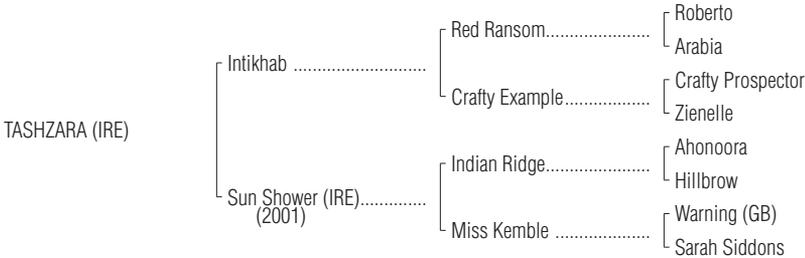 Roberto
Red Ransom......................
Arabia
Intikhab ............................
Crafty Prospector
Crafty Example..................
Zienelle
TASHZARA (IRE)
Ahonoora
Indian Ridge......................
Hillbrow
Sun Shower (IRE)..............
(2001)
Warning (GB)
Miss Kemble ....................
Sarah Siddons